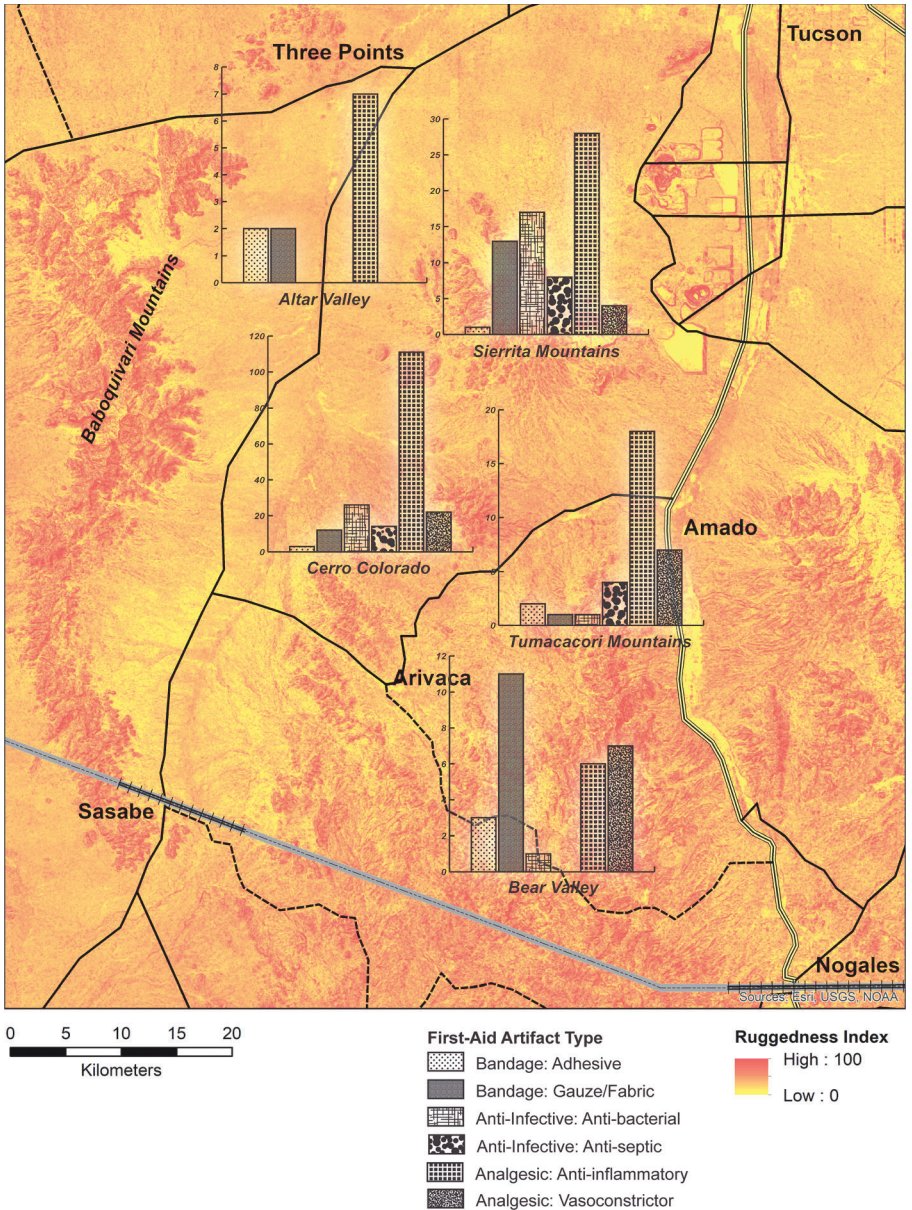 Three Points
Tucson
8
7
6
5
4
3
2
1
0
Altar Valley
30
25
20
15
10
5
0
Sierrita Mountains
Baboquivari Mountains
120
100
80
60
40
20
0
Cerro Colorado
20
15
10
5
0
Tumacacori Mountains
Amado
Arivaca
12
10
8
6
4
2
0
Bear Valley
Sasabe
Nogales
Sources: Esri, USGS, NOAA
0 5 10 15 20
Kilometers
First-Aid Artifact Type
Bandage: Adhesive
Bandage: Gauze/Fabric
Anti-Infective: Anti-bacterial
Anti-Infective: Anti-septic
Analgesic: Anti-inflammatory
Analgesic: Vasoconstrictor
Ruggedness Index
High : 100
Low : 0